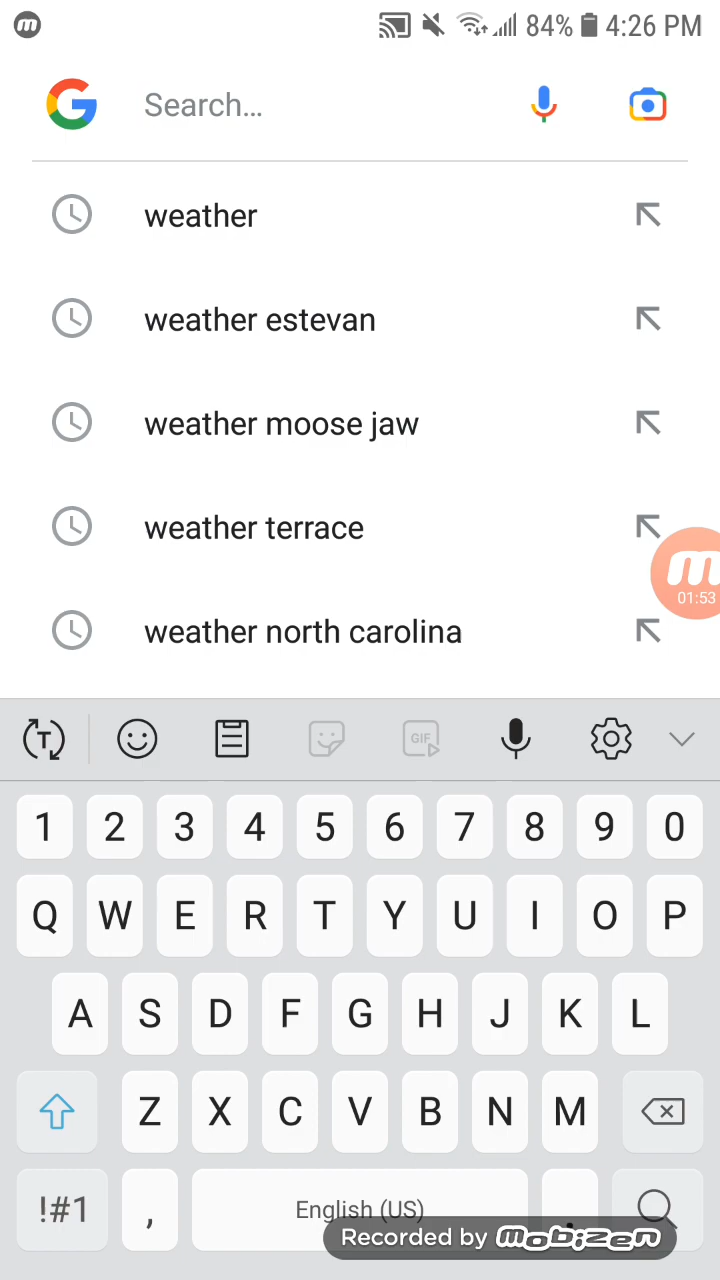 m 84% 4:26 PM
G Search...
weather
weather estevan
weather moose jaw
weather terrace
m
01:53
weather north carolina
T GIF
1 2 3 4 5 6 7 8 9 0
Q W E R T Y U I O P
A S D F G H J K L
Z X C V B N M
!#1 , English (US) .
Recorded by mobizen